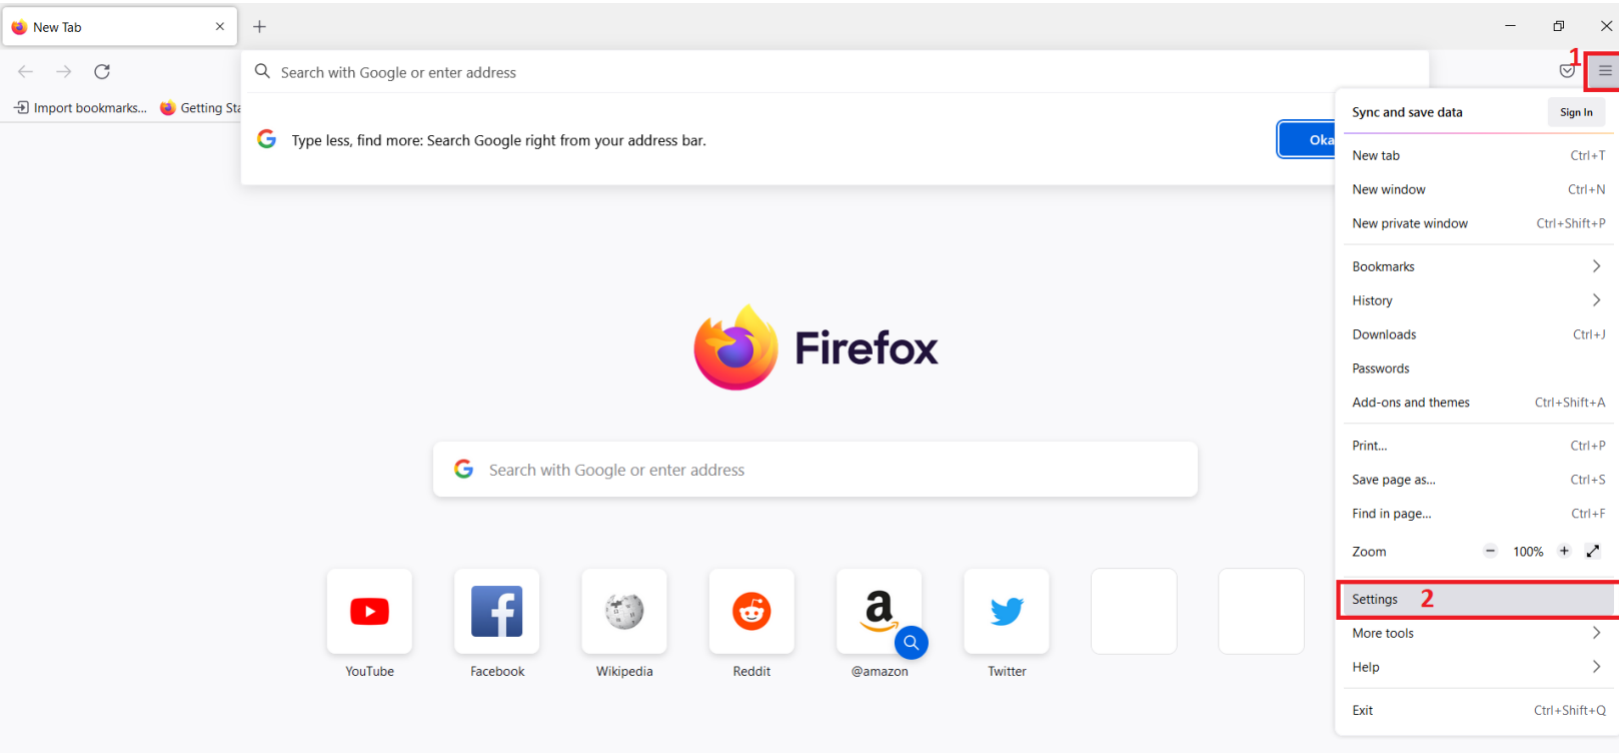 New Tab
1
Search with Google or enter address
Import bookmarks...
Getting Sta
Type less, find more: Search Google right from your address bar.
Oka
Sync and save data
Sign In
New tab Ctrl+T
New window Ctrl+N
New private window Ctrl+Shift+P
Bookmarks
History
Downloads Ctrl+J
Passwords
Add-ons and themes Ctrl+Shift+A
Print... Ctrl+P
Save page as... Ctrl+S
Find in page... Ctrl+F
Zoom 100%
Settings 2
More tools
Help
Exit Ctrl+Shift+Q
Firefox
Search with Google or enter address
YouTube
Facebook
Wikipedia
Reddit
@amazon
Twitter